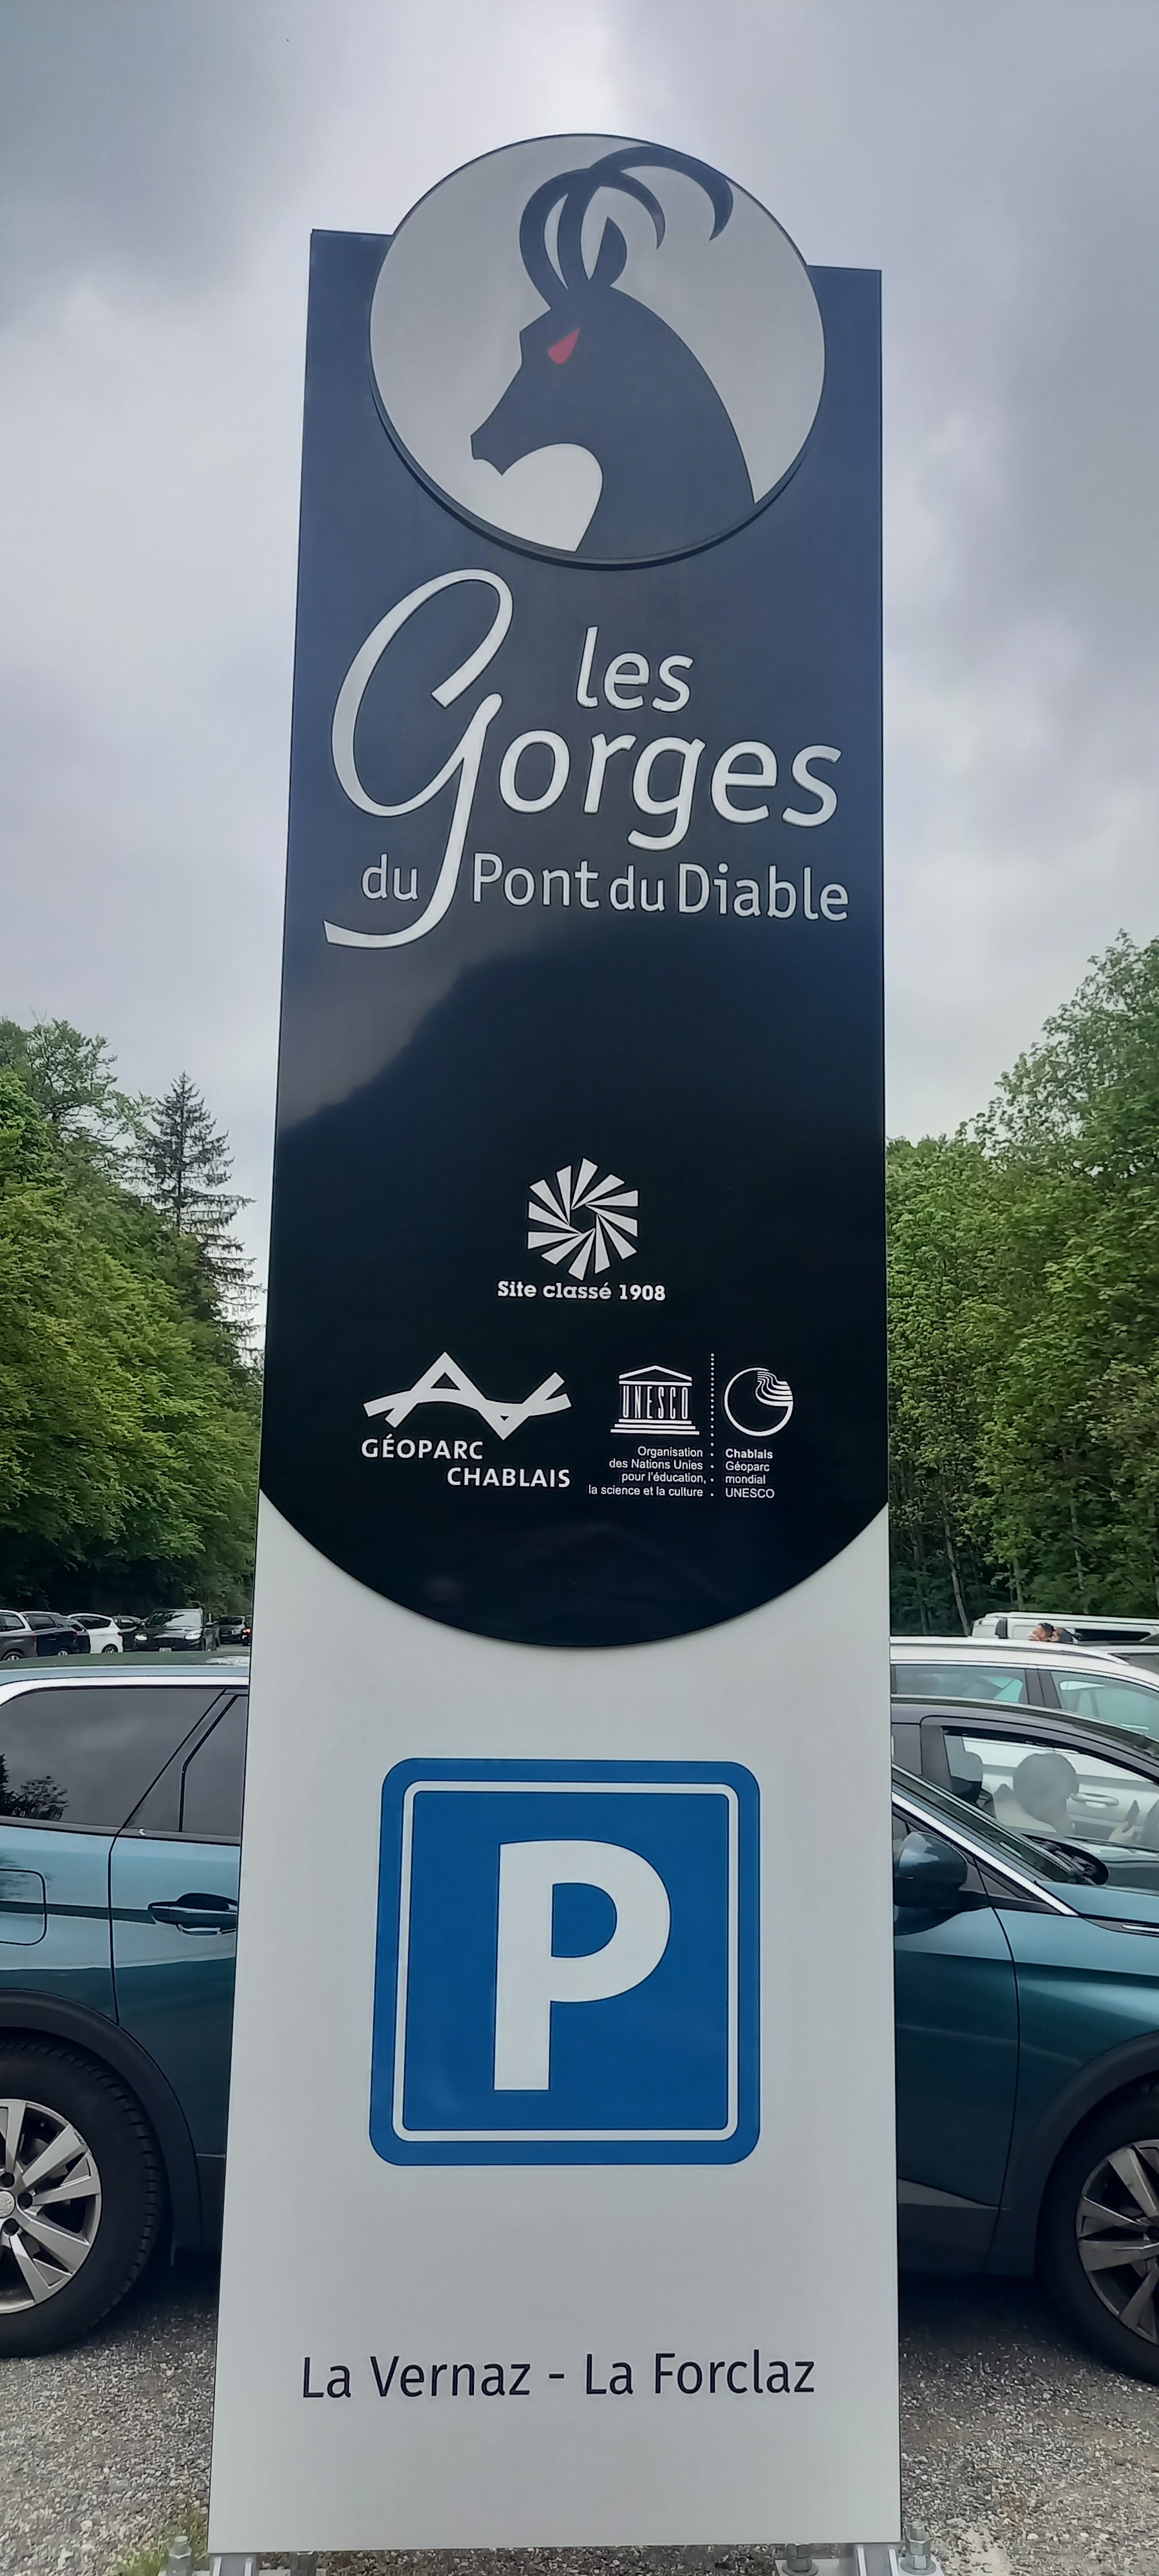 les
Gorges
du Pont du Diable
Site classé 1908
GÉOPARC
CHABLAIS
UNESCO
Organisation
des Nations Unies
pour l'éducation,
la science et la culture
Chablais
Géoparc
mondial
UNESCO
P
La Vernaz - La Forclaz